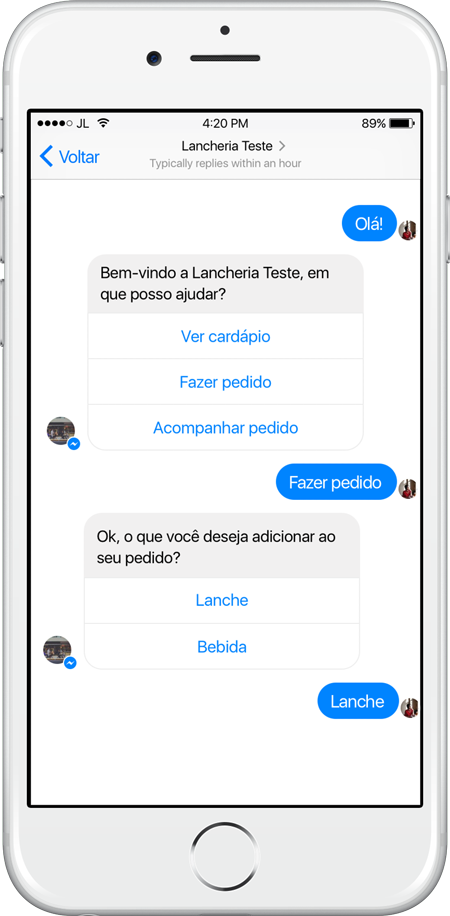 JL 4:20 PM 89%
Voltar
Lancheria Teste
Typically replies within an hour
Olá!
Bem-vindo a Lancheria Teste, em
que posso ajudar?
Ver cardápio
Fazer pedido
Acompanhar pedido
Fazer pedido
Ok, o que você deseja adicionar ao
seu pedido?
Lanche
Bebida
Lanche